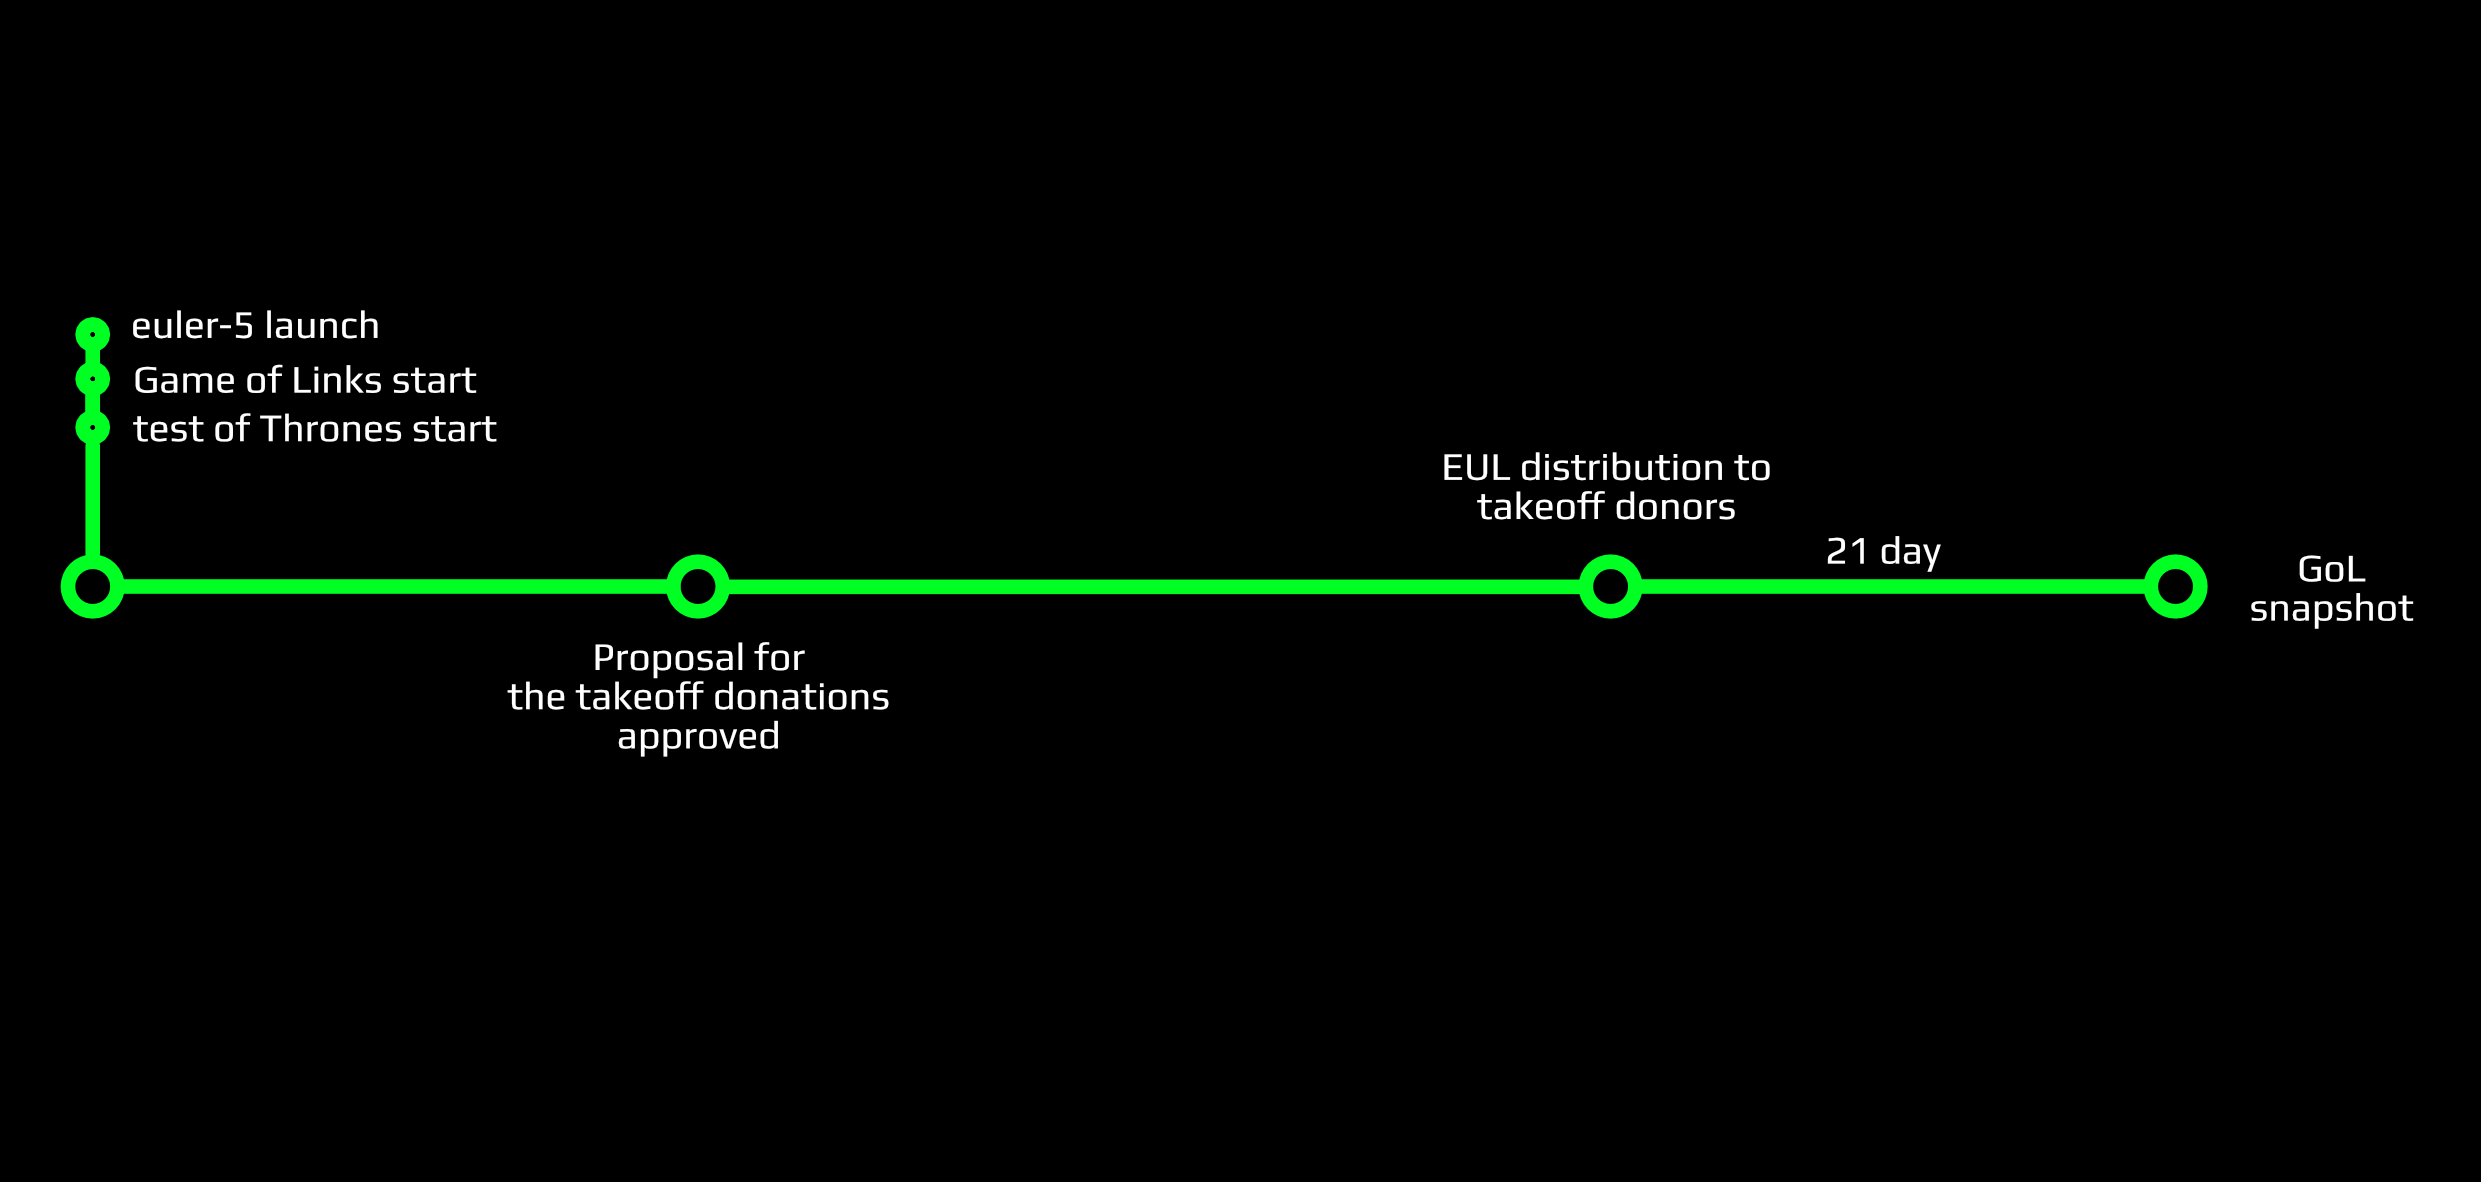 euler-5 launch
Game of Links start
test of Thrones start
Proposal for
the takeoff donations
approved
EUL distribution to
takeoff donors
21 day
GoL
snapshot